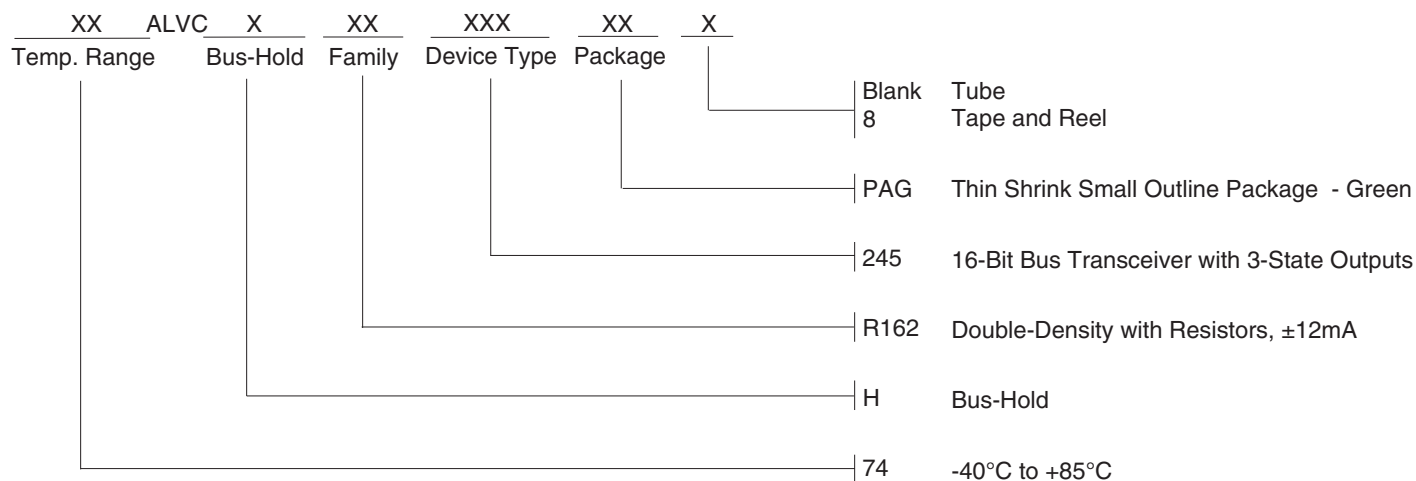 XX ALVC X XX XXX XX X
Temp. Range Bus-Hold Family Device Type Package
Blank Tube
8 Tape and Reel
PAG Thin Shrink Small Outline Package - Green
245 16-Bit Bus Transceiver with 3-State Outputs
R162 Double-Density with Resistors, ±12mA
H Bus-Hold
74 -40°C to +85°C